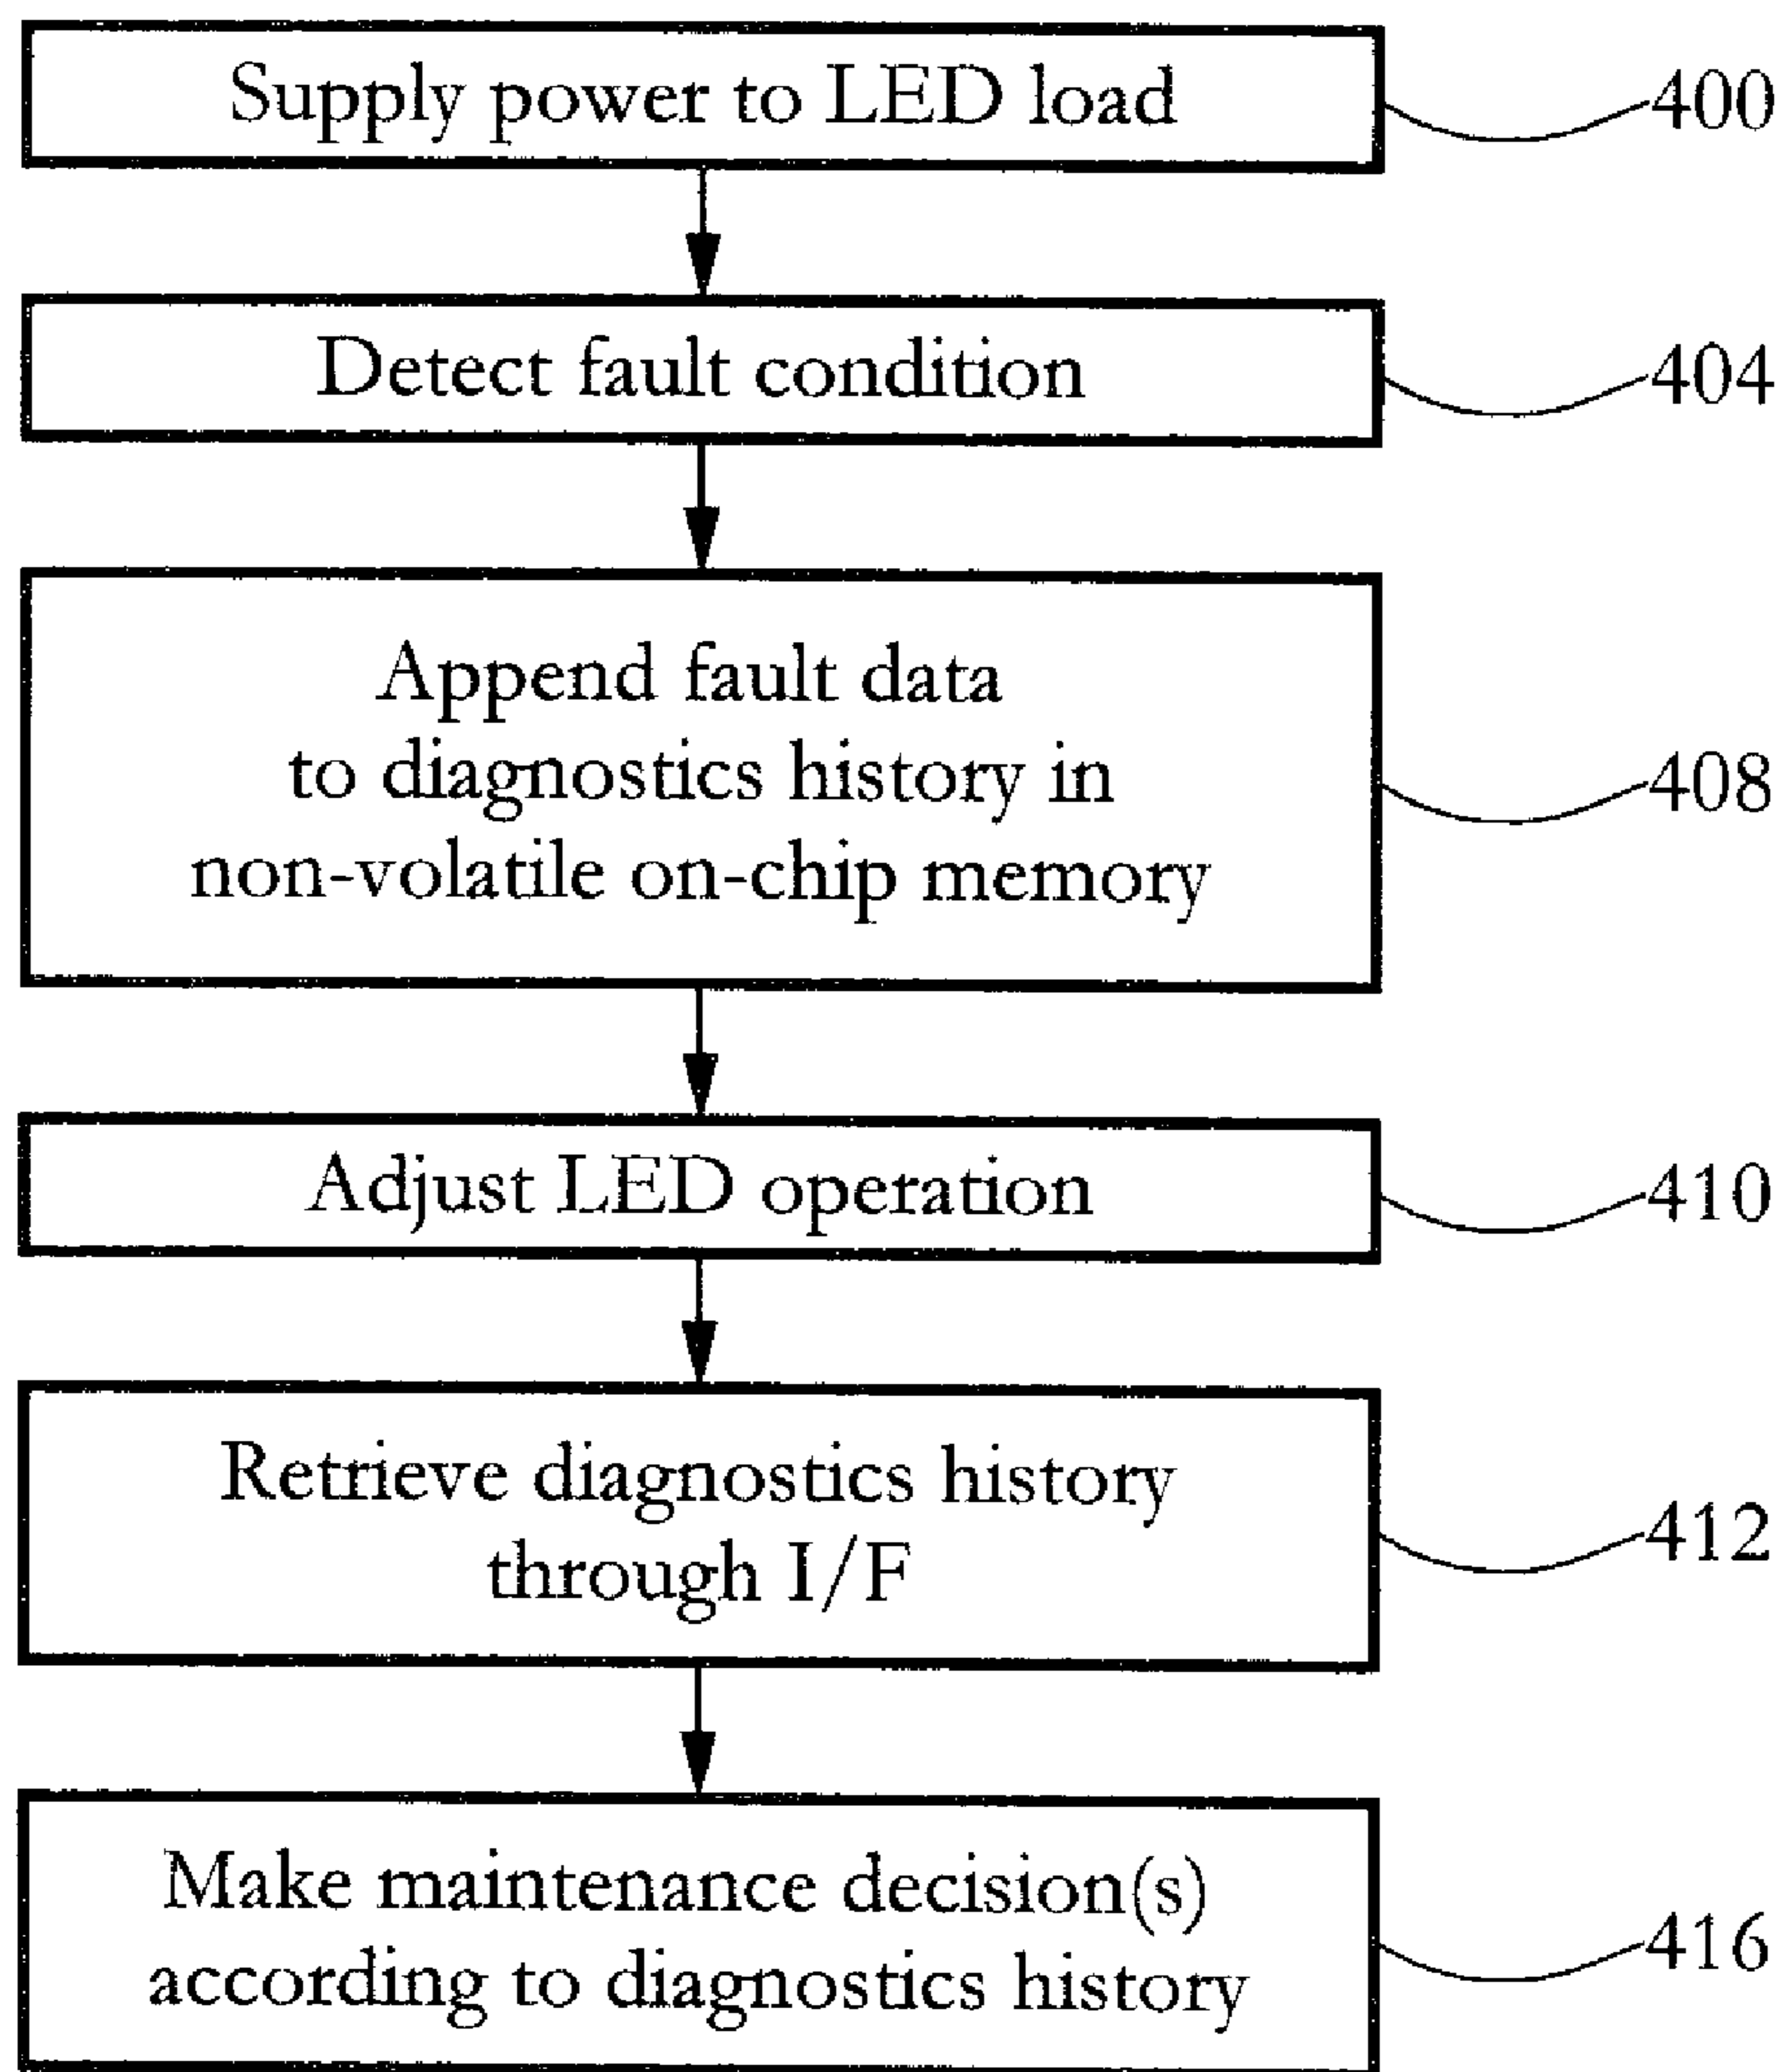 Supply power to LED load
400
Detect fault condition
404
Append fault data
to diagnostics history in
non-volatile on-chip memory
408
Adjust LED operation
410
Retrieve diagnostics history
through I/F
412
Make maintenance decision(s)
according to diagnostics history
416